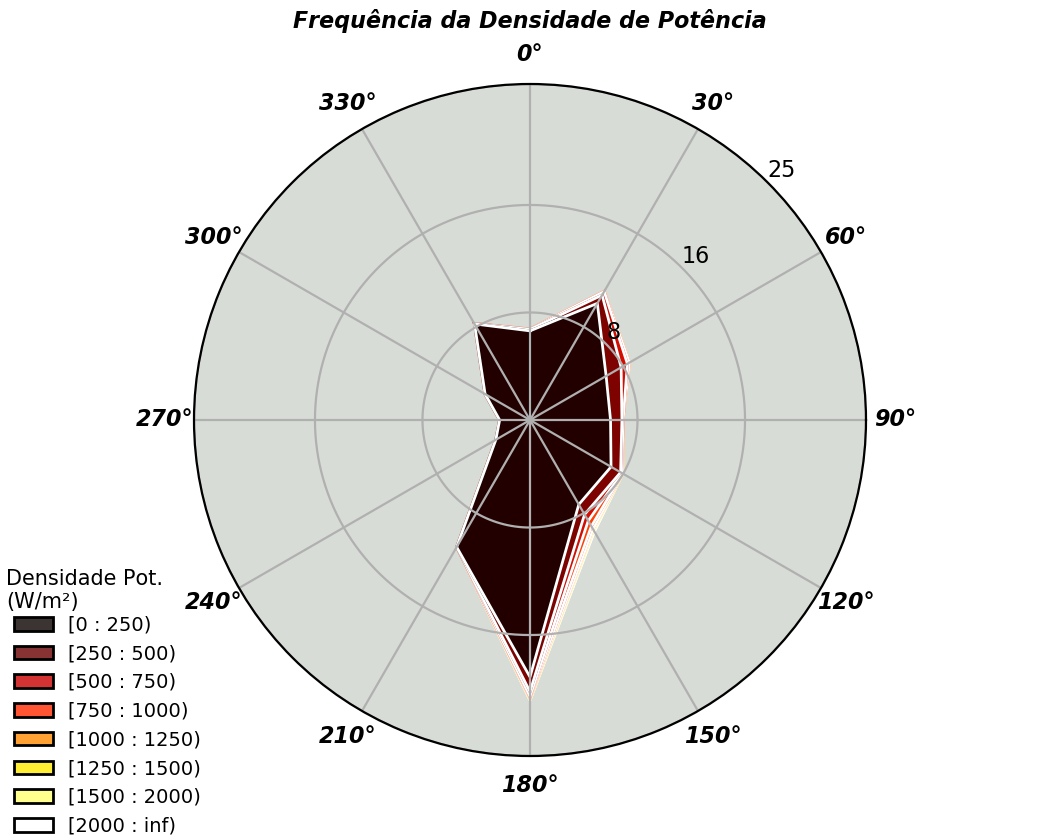 Frequência da Densidade de Potência
0°
330°
30°
25
300°
60°
16
8
270°
90°
240°
120°
210°
150°
180°
Densidade Pot.
(W/m²)
[0 : 250)
[250 : 500)
[500 : 750)
[750 : 1000)
[1000 : 1250)
[1250 : 1500)
[1500 : 2000)
[2000 : inf)